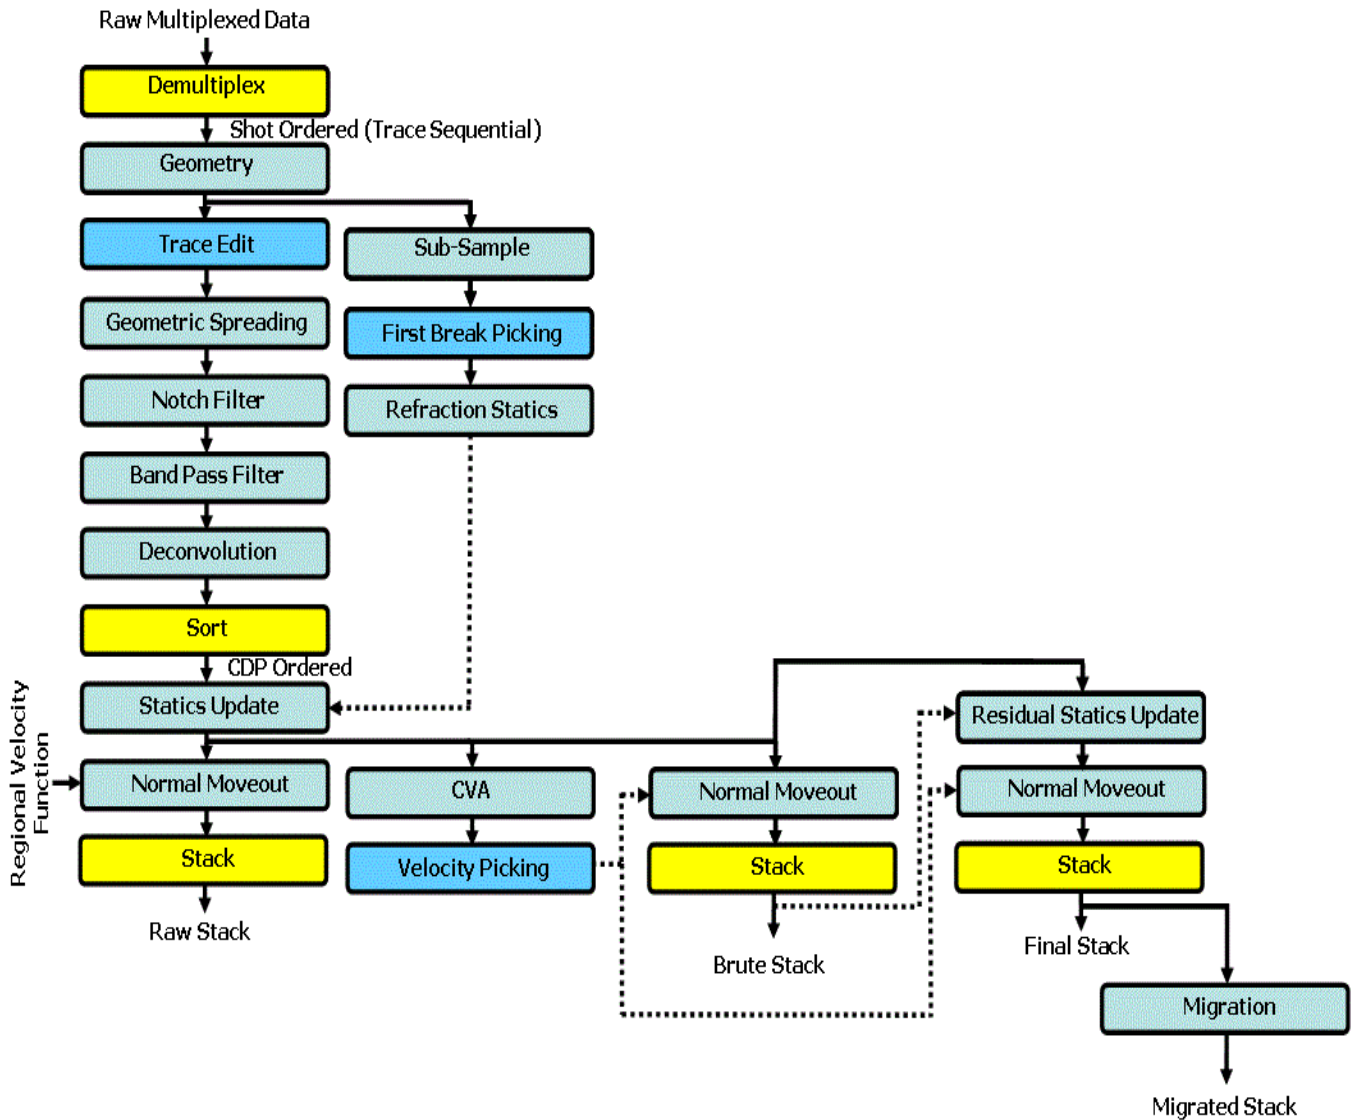 Raw Multiplexed Data
Demultiplex
Shot Ordered (Trace Sequential)
Geometry
Trace Edit
Sub-Sample
Geometric Spreading
First Break Picking
Notch Filter
Refraction Statics
Band Pass Filter
Deconvolution
Sort
CDP Ordered
Statics Update
Residual Statics Update
Regional Velocity
Function
Normal Moveout
CVA
Normal Moveout
Normal Moveout
Stack
Velocity Picking
Stack
Stack
Raw Stack
Brute Stack
Final Stack
Migration
Migrated Stack